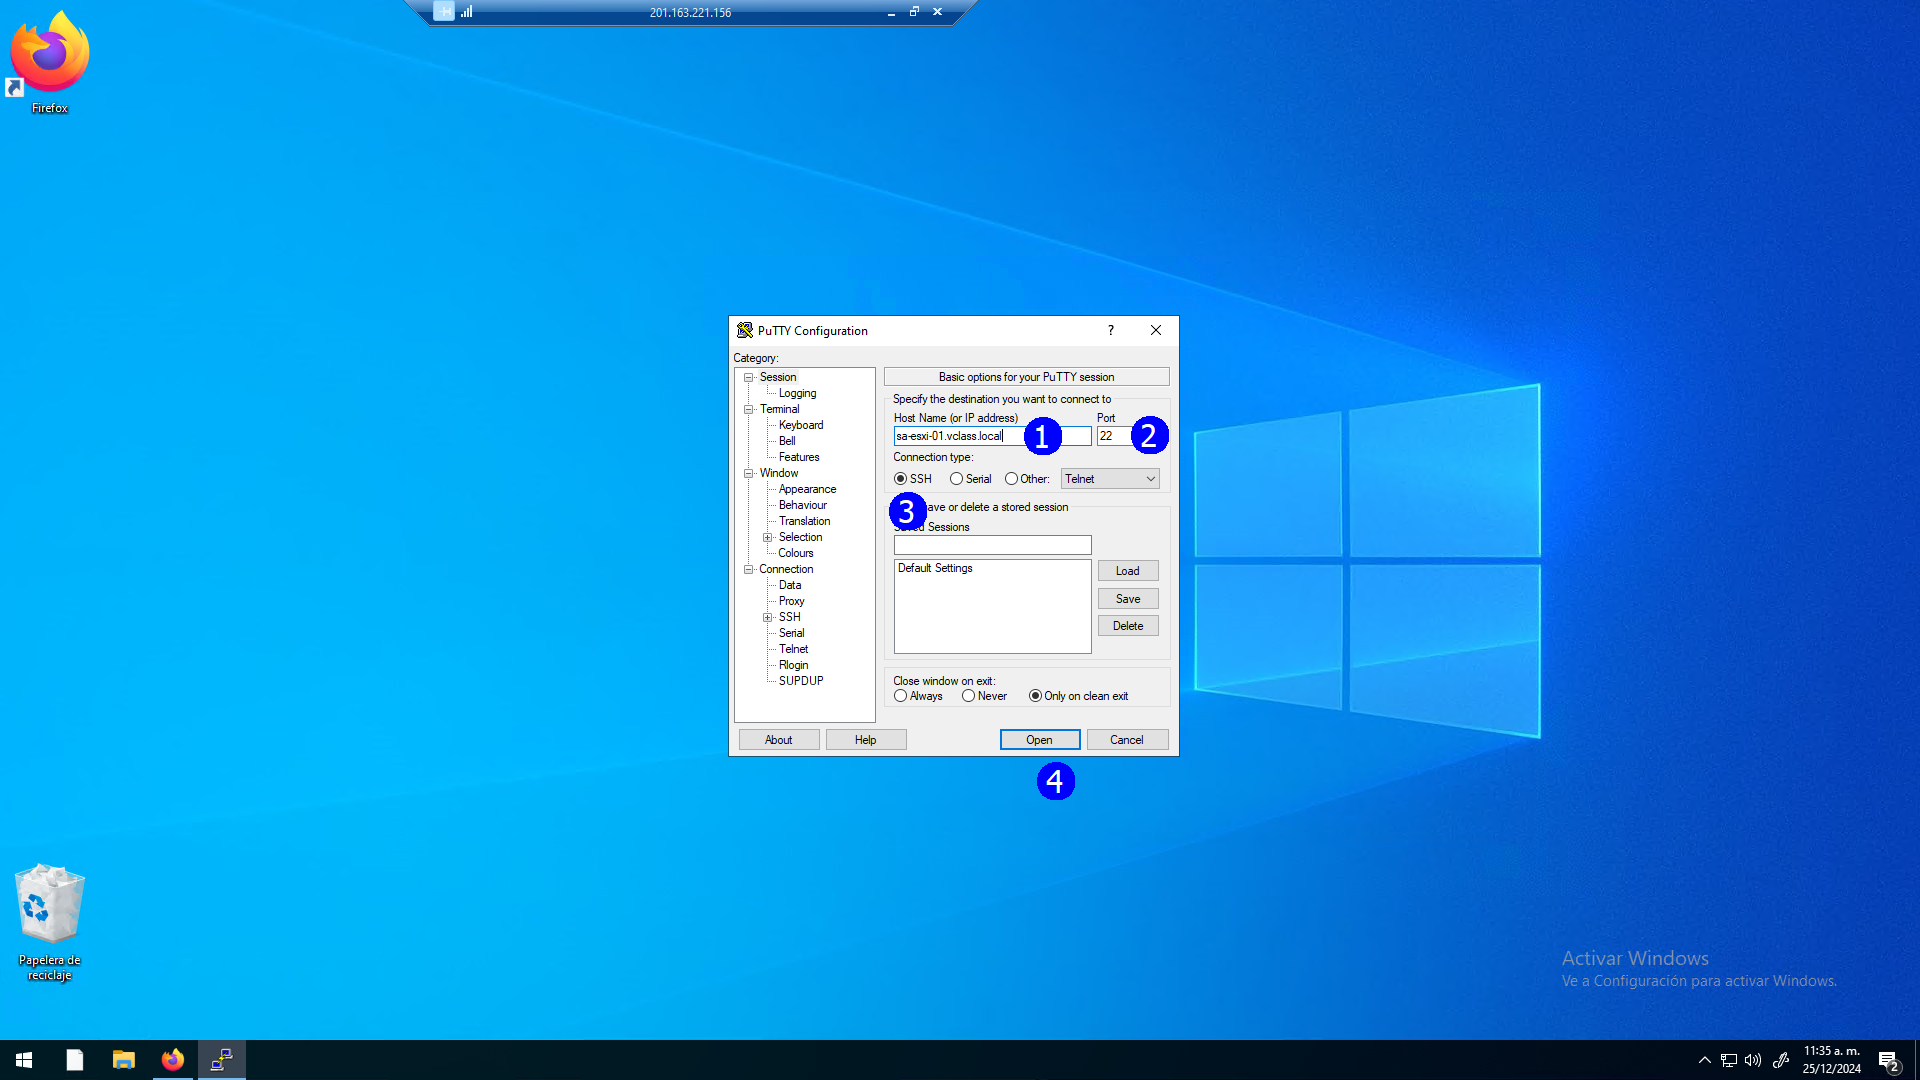 201.163.221.156
Firefox
PuTTY Configuration
?
Category:
Session
Logging
Terminal
Keyboard
Bell
Features
Window
Appearance
Behaviour
Translation
Selection
Colours
Connection
Data
Proxy
SSH
Serial
Telnet
Rlogin
SUPDUP
Basic options for your PuTTY session
Specify the destination you want to connect to
Host Name (or IP address) Port
sa-esxi-01.vclass.local 1 22 2
Connection type:
SSH Serial Other: Telnet
3 ave or delete a stored session
Sessions
Default Settings
Load
Save
Delete
Close window on exit:
Always Never Only on clean exit
About Help Open Cancel
4
Papelera de
reciclaje
Activar Windows
Ve a Configuración para activar Windows.
11:35 a. m.
25/12/2024
2